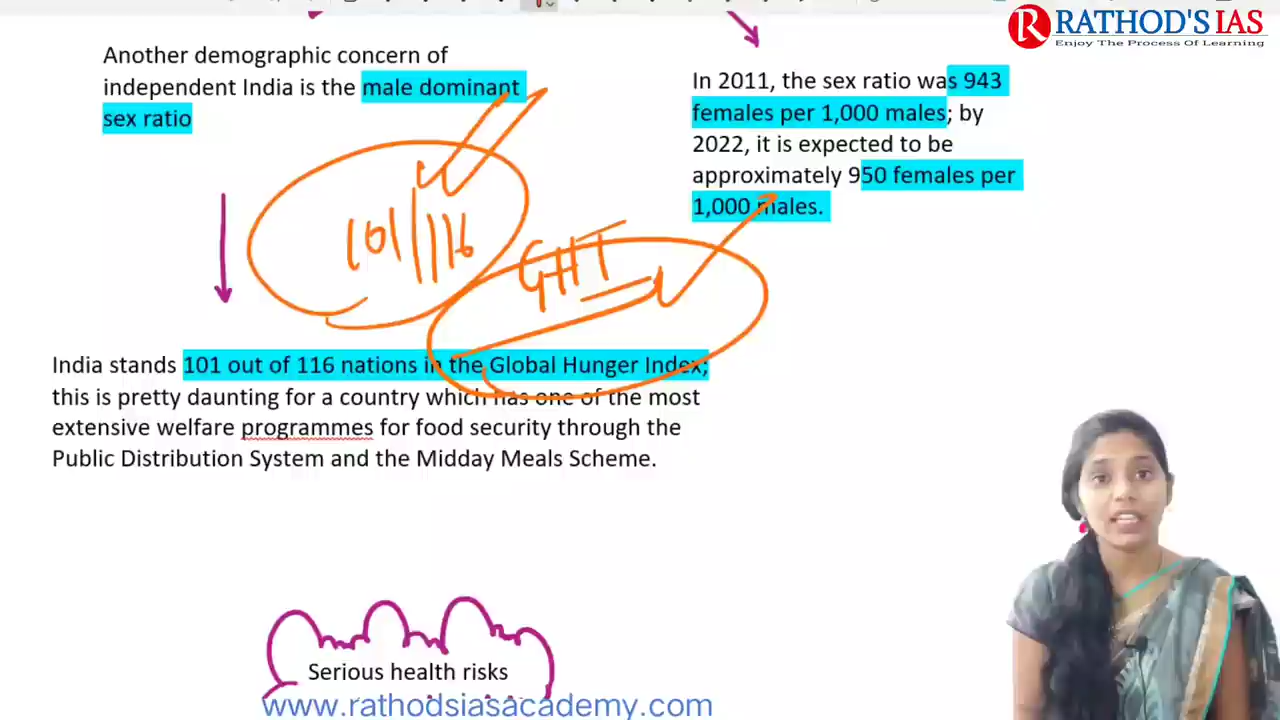 RATHOD'S IAS
Enjoy The Process Of Learning
Another demographic concern of
independent India is the male dominant
sex ratio
In 2011, the sex ratio was 943
females per 1,000 males; by
2022, it is expected to be
approximately 950 females per
1,000 males.
101/116
GHI
India stands 101 out of 116 nations in the Global Hunger Index;
this is pretty daunting for a country which has one of the most
extensive welfare programmes for food security through the
Public Distribution System and the Midday Meals Scheme.
Serious health risks
www.rathodsiasacademy.com